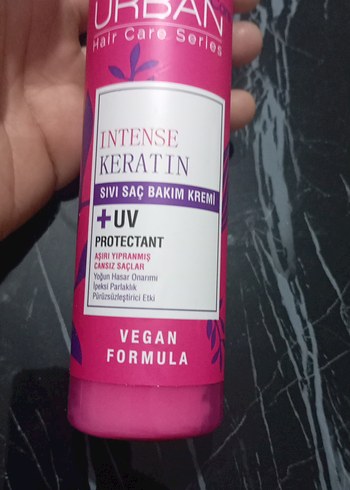 URBAN
Hair Care Series
INTENSE
KERATIN
SIVI SAÇ BAKIM KREMİ
+UV
PROTECTANT
AŞIRI YIPRANMIŞ
CANSIZ SAÇLAR
Yoğun Hasar Onarımı
İpeksi Parlaklık
Pürüzsüzleştirici Etki
VEGAN
FORMULA